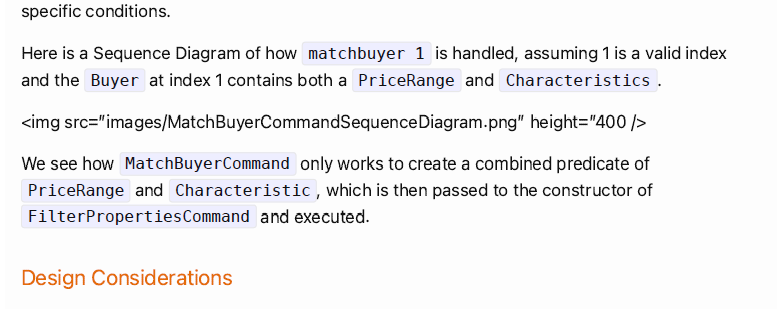 specific conditions.
Here is a Sequence Diagram of how matchbuyer 1 is handled, assuming 1 is a valid index
and the Buyer at index 1 contains both a PriceRange and Characteristics.
<img src="images/MatchBuyerCommandSequenceDiagram.png" height="400 />
We see how MatchBuyerCommand only works to create a combined predicate of
PriceRange and Characteristic, which is then passed to the constructor of
FilterPropertiesCommand and executed.
Design Considerations